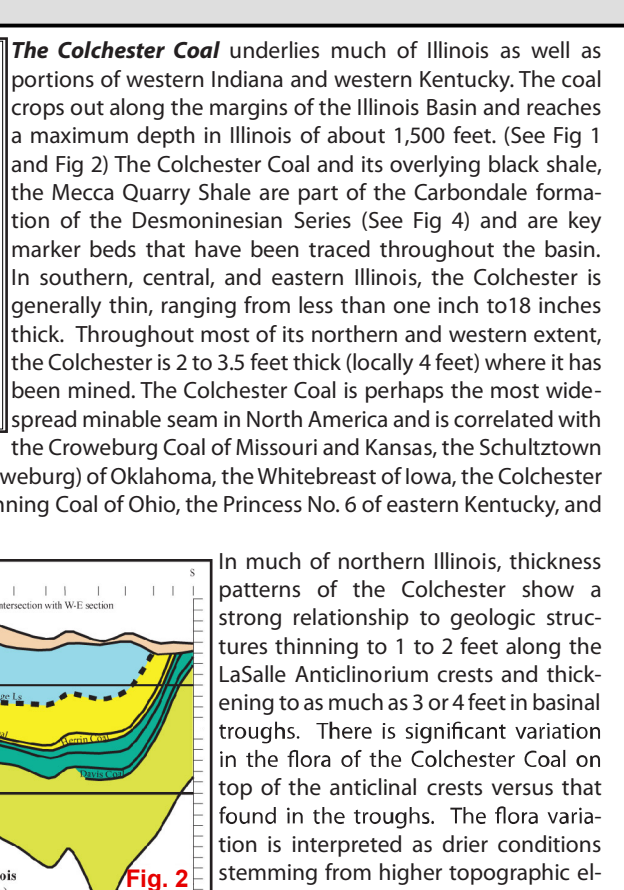 The Colchester Coal underlies much of Illinois as well as
portions of western Indiana and western Kentucky. The coal
crops out along the margins of the Illinois Basin and reaches
a maximum depth in Illinois of about 1,500 feet. (See Fig 1
and Fig 2) The Colchester Coal and its overlying black shale,
the Mecca Quarry Shale are part of the Carbondale forma-
tion of the Desmoninesian Series (See Fig 4) and are key
marker beds that have been traced throughout the basin.
In southern, central, and eastern Illinois, the Colchester is
generally thin, ranging from less than one inch to18 inches
thick. Throughout most of its northern and western extent,
the Colchester is 2 to 3.5 feet thick (locally 4 feet) where it has
been mined. The Colchester Coal is perhaps the most wide-
spread minable seam in North America and is correlated with
the Croweburg Coal of Missouri and Kansas, the Schultztown
weburg) of Oklahoma, the Whitebreast of Iowa, the Colchester
nning Coal of Ohio, the Princess No. 6 of eastern Kentucky, and
S
ntersection with W-E section
ge Ls
Herrin Coal
Davis Coal
ois
Fig. 2
In much of northern Illinois, thickness
patterns of the Colchester show a
strong relationship to geologic struc-
tures thinning to 1 to 2 feet along the
LaSalle Anticlinorium crests and thick-
ening to as much as 3 or 4 feet in basinal
troughs. There is significant variation
in the flora of the Colchester Coal on
top of the anticlinal crests versus that
found in the troughs. The flora varia-
tion is interpreted as drier conditions
stemming from higher topographic el-